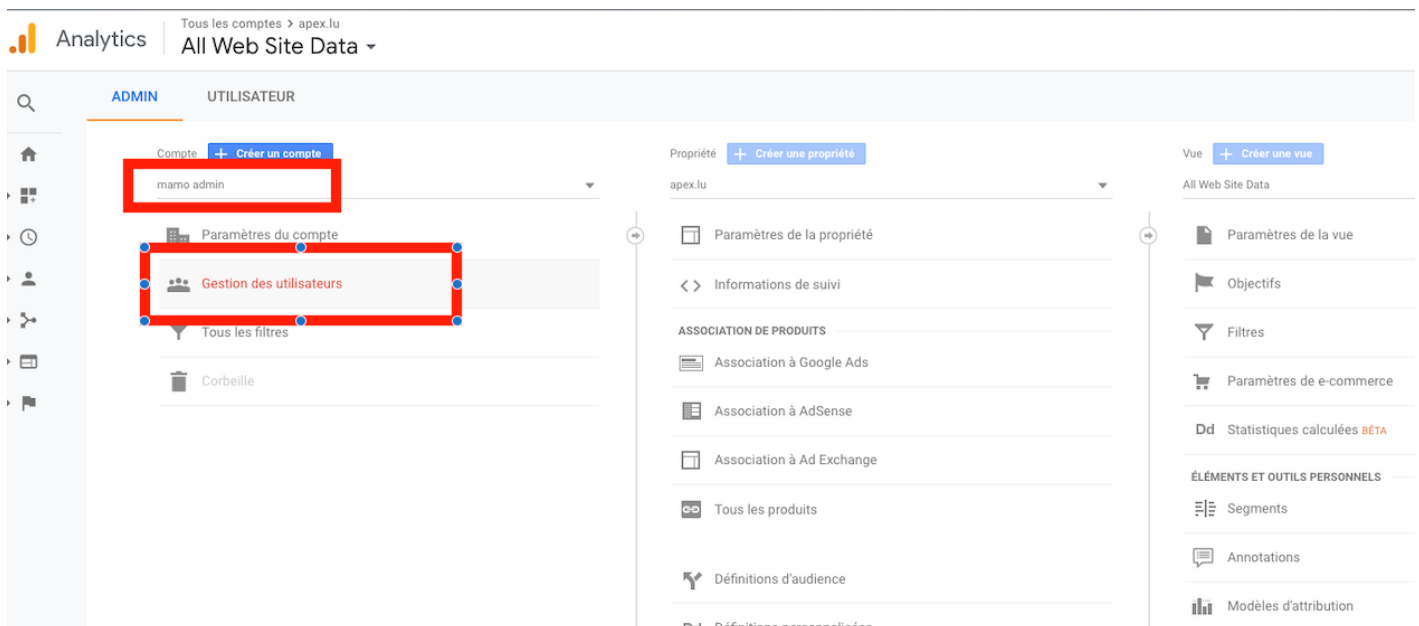 Tous les comptes > apex.lu
Analytics
All Web Site Data
ADMIN
UTILISATEUR
Compte
+ Créer un compte
mamo admin
Paramètres du compte
Gestion des utilisateurs
Tous les filtres
Corbeille
Propriété
+ Créer une propriété
apex.lu
Paramètres de la propriété
Informations de suivi
ASSOCIATION DE PRODUITS
Association à Google Ads
Association à AdSense
Association à Ad Exchange
Tous les produits
Définitions d'audience
Dd Définitions personnalisées
Vue
+ Créer une vue
All Web Site Data
Paramètres de la vue
Objectifs
Filtres
Paramètres de e-commerce
Dd Statistiques calculées BÊTA
ÉLÉMENTS ET OUTILS PERSONNELS
Segments
Annotations
Modèles d'attribution